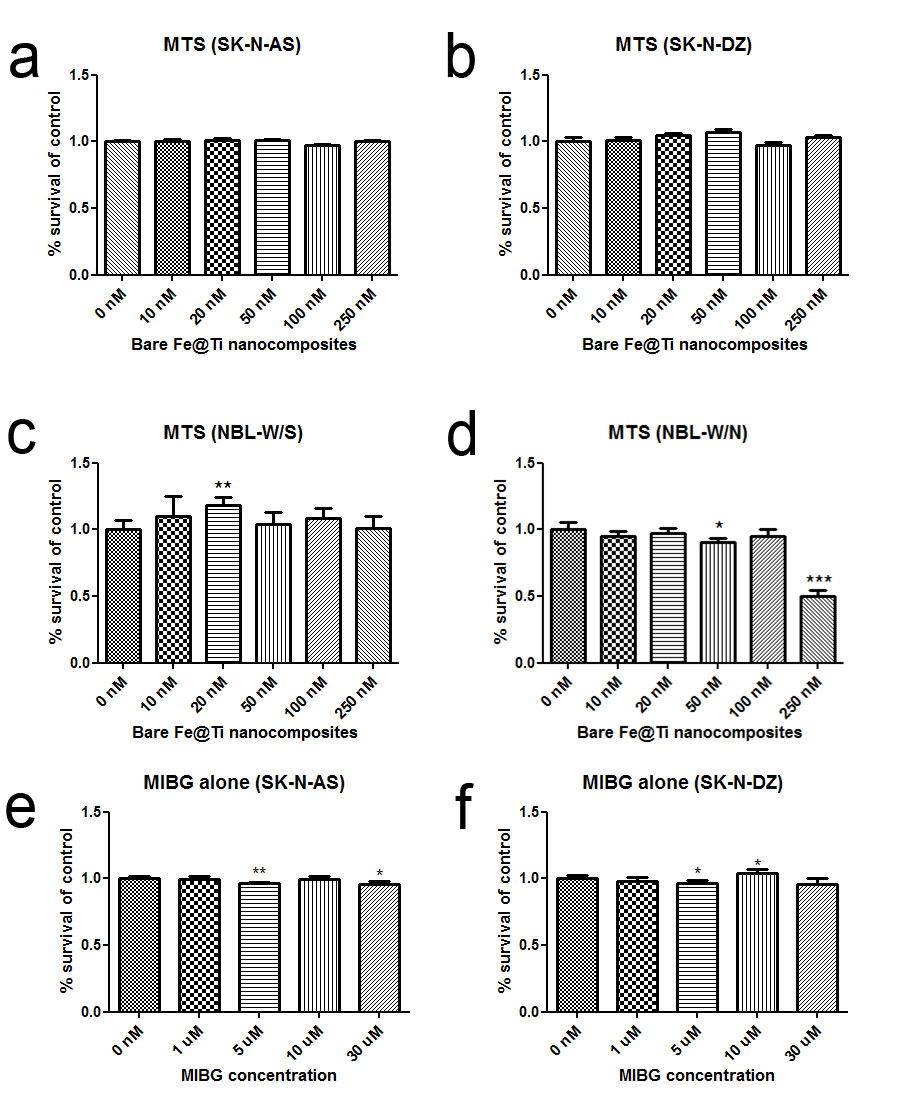 a
MTS (SK-N-AS)
% survival of control
1.5
1.0
0.5
0.0
0 nM
10 nM
20 nM
50 nM
100 nM
250 nM
Bare Fe@Ti nanocomposites
b
MTS (SK-N-DZ)
% survival of control
1.5
1.0
0.5
0.0
0 nM
10 nM
20 nM
50 nM
100 nM
250 nM
Bare Fe@Ti nanocomposites
c
MTS (NBL-W/S)
% survival of control
1.5
1.0
0.5
0.0
**
0 nM
10 nM
20 nM
50 nM
100 nM
250 nM
Bare Fe@Ti nanocomposites
d
MTS (NBL-W/N)
% survival of control
1.5
1.0
0.5
0.0
*
***
0 nM
10 nM
20 nM
50 nM
100 nM
250 nM
Bare Fe@Ti nanocomposites
e
MIBG alone (SK-N-AS)
% survival of control
1.5
1.0
0.5
0.0
**
*
0 nM
1 uM
5 uM
10 uM
30 uM
MIBG concentration
f
MIBG alone (SK-N-DZ)
% survival of control
1.5
1.0
0.5
0.0
*
*
0 nM
1 uM
5 uM
10 uM
30 uM
MIBG concentration